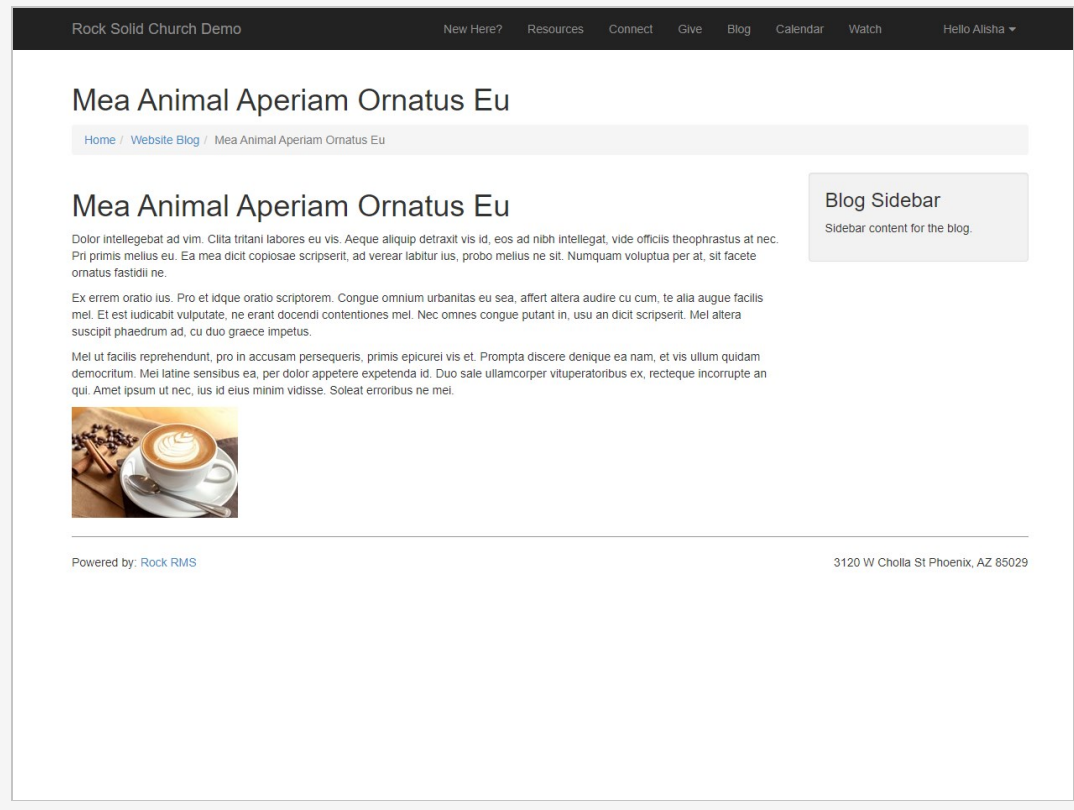 Rock Solid Church Demo New Here? Resources Connect Give Blog Calendar Watch Hello Alisha
Mea Animal Aperiam Ornatus Eu
Home / Website Blog / Mea Animal Aperiam Ornatus Eu
Mea Animal Aperiam Ornatus Eu
Dolor intellegebat ad vim. Clita tritani labores eu vis. Aeque aliquip detraxit vis id, eos ad nibh intellegat, vide officiis theophrastus at nec.
Pri primis melius eu. Ea mea dicit copiosae scripserit, ad verear labitur ius, probo melius ne sit. Numquam voluptua per at, sit facete
ornatus fastidii ne.
Ex errem oratio ius. Pro et idque oratio scriptorem. Congue omnium urbanitas eu sea, affert altera audire cu cum, te alia augue facilis
mel. Et est iudicabit vulputate, ne erant docendi contentiones mel. Nec omnes congue putant in, usu an dicit scripserit. Mel altera
suscipit phaedrum ad, cu duo graece impetus.
Mel ut facilis reprehendunt, pro in accusam persequeris, primis epicurei vis et. Prompta discere denique ea nam, et vis ullum quidam
democritum. Mei latine sensibus ea, per dolor appetere expetenda id. Duo sale ullamcorper vituperatoribus ex, recteque incorrupte an
qui. Amet ipsum ut nec, ius id eius minim vidisse. Soleat erroribus ne mei.
Blog Sidebar
Sidebar content for the blog.
Powered by: Rock RMS
3120 W Cholla St Phoenix, AZ 85029